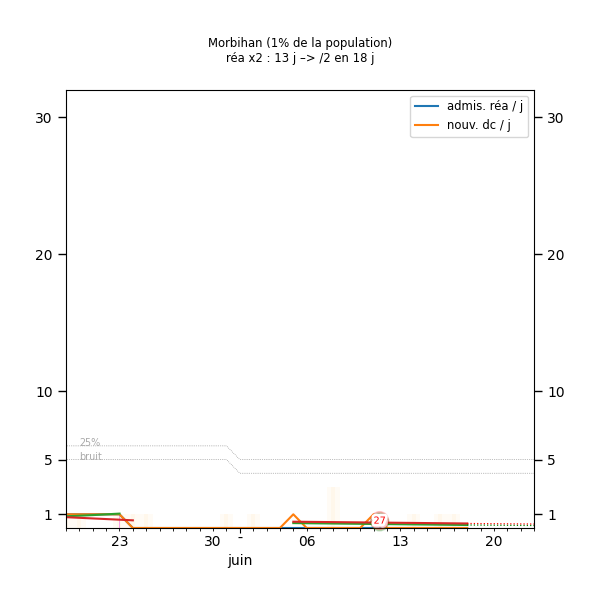 Morbihan (1% de la population)
réa x2 : 13 j –> /2 en 18 j
admis. réa / j
nouv. dc / j
30
30
20
20
10
10
25%
bruit
5
5
1
27
1
23
30
06
13
20
juin